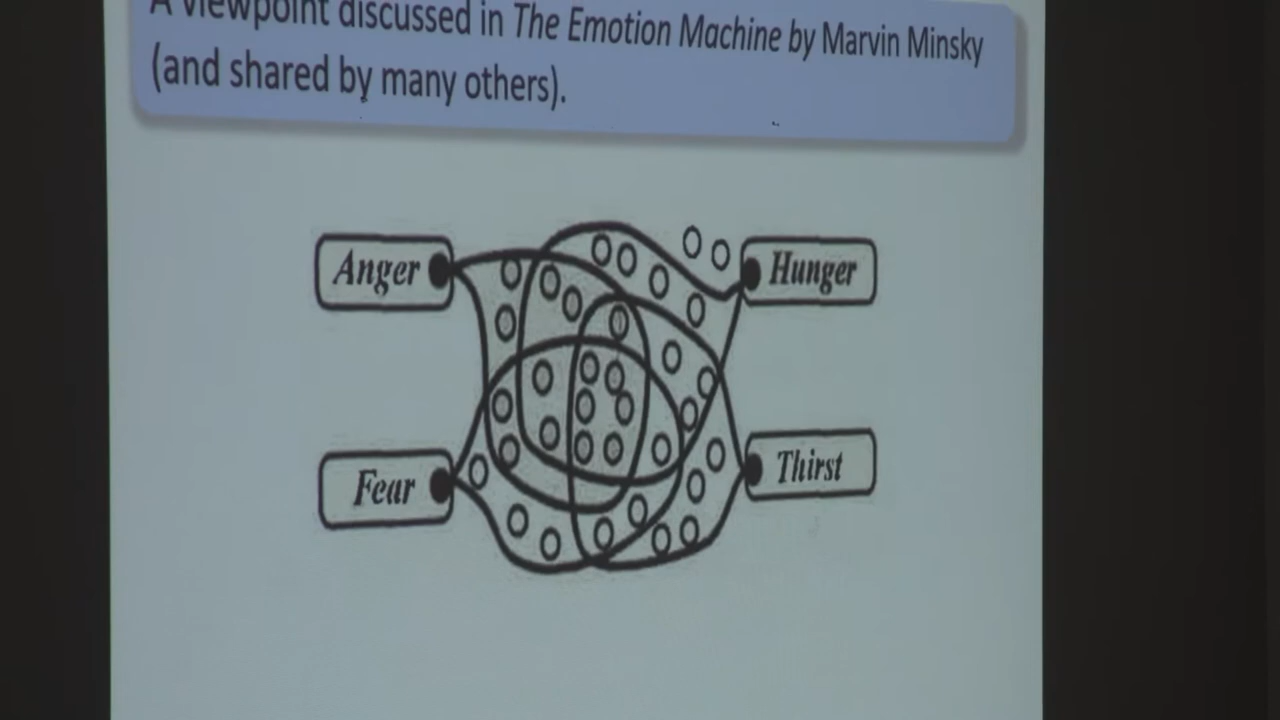 A viewpoint discussed in The Emotion Machine by Marvin Minsky
(and shared by many others).
Anger
Hunger
Fear
Thirst